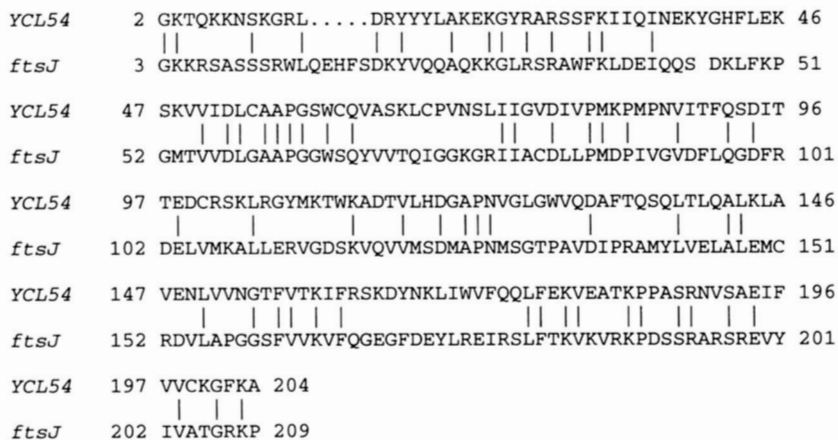 YCL54 2 GKTQKKNSKGRL.....DRYYYLAKEKGYRARSSFKIIQINEKYGHFLEK 46
|| | | | | | || | | || |
ftsJ 3 GKKRSASSSRWLQEHFSDKYVQQAQKKGLRSRAWFKLDEIQQS DKLFKP 51
YCL54 47 SKVVIDLCAAPGSWCQVASKLCPVNSLIIGVDIVPMKPMPNVITFQSDIT 96
| || |||| | | || | || | | | |
ftsJ 52 GMTVVDLGAAPGGWSQYVVTQIGGKGRIIACDLLPMDPIVGVDFLQGDFR 101
YCL54 97 TEDCRSKLRGYMKTWKADTVLHDGAPNVGLGWVQDAFTQSQLTLQALKLA 146
| | | | | ||| | | ||
ftsJ 102 DELVMKALLERVGDSKVQVVMSDMAPNMSGTPAVDIPRAMYLVELALEMC 151
YCL54 147 VENLVVNGTFVTKIFRSKDYNKLIWVFQQLFEKVEATKPPASRNVSAEIF 196
| | || | | || || || || | |
ftsJ 152 RDVLAPGGSFVVKVFQGEGFDEYLREIRSLFTKVKVRKPDSSRARSREVY 201
YCL54 197 VVCKGFKA 204
| | |
ftsJ 202 IVATGRKP 209